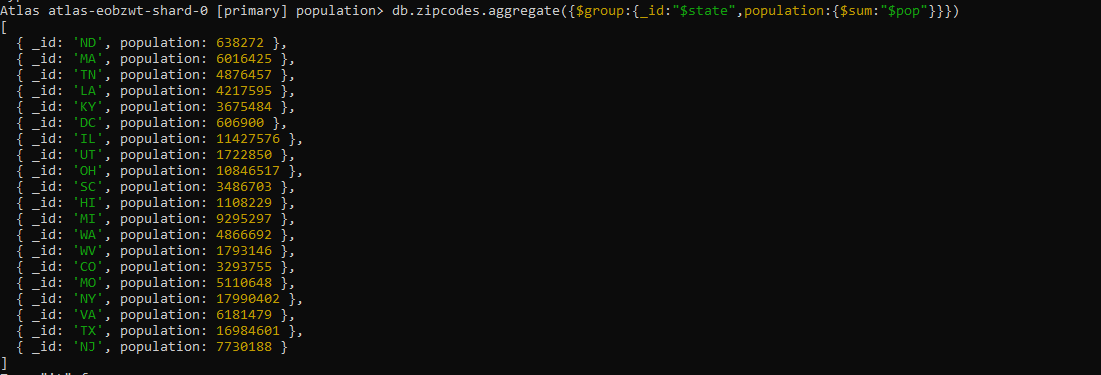 Atlas atlas-eobzwt-shard-0 [primary] population> db.zipcodes.aggregate({$group:{_id:"$state",population:{$sum:"$pop"}}})
[
  { _id: 'ND', population: 638272 },
  { _id: 'MA', population: 6016425 },
  { _id: 'TN', population: 4876457 },
  { _id: 'LA', population: 4217595 },
  { _id: 'KY', population: 3675484 },
  { _id: 'DC', population: 606900 },
  { _id: 'IL', population: 11427576 },
  { _id: 'UT', population: 1722850 },
  { _id: 'OH', population: 10846517 },
  { _id: 'SC', population: 3486703 },
  { _id: 'HI', population: 1108229 },
  { _id: 'MI', population: 9295297 },
  { _id: 'WA', population: 4866692 },
  { _id: 'WV', population: 1793146 },
  { _id: 'CO', population: 3293755 },
  { _id: 'MO', population: 5110648 },
  { _id: 'NY', population: 17990402 },
  { _id: 'VA', population: 6181479 },
  { _id: 'TX', population: 16984601 },
  { _id: 'NJ', population: 7730188 }
]